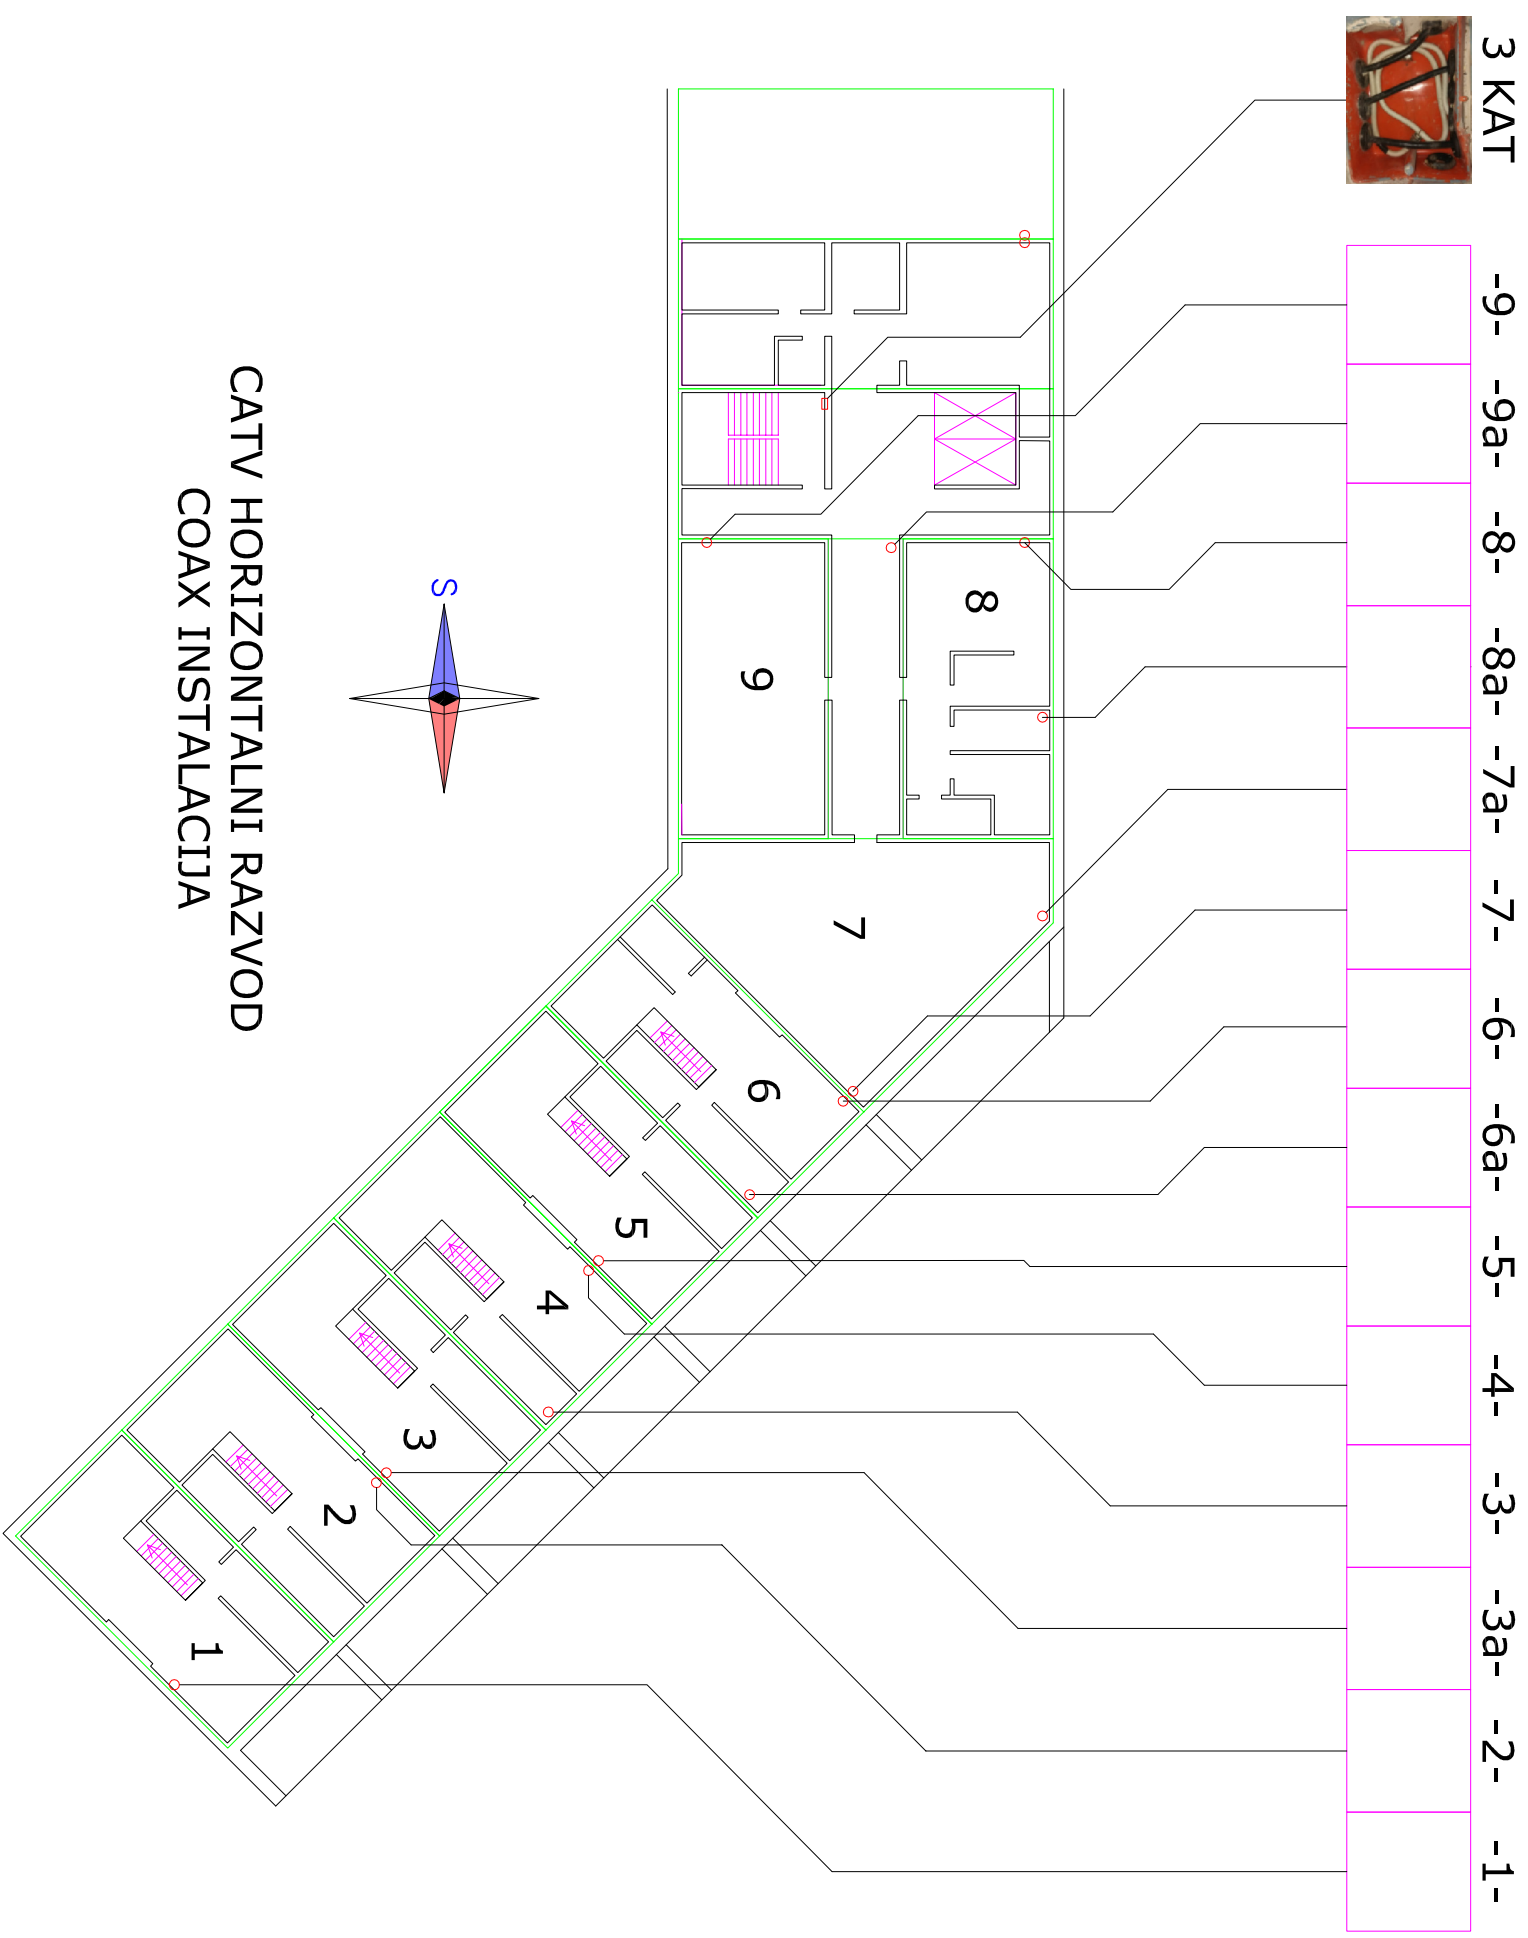 3 KAT
-9-
-9a-
-8-
-8a-
-7a-
-7-
-6-
-6a-
-5-
-4-
-3-
-3a-
-2-
-1-
8
9
7
6
5
4
3
2
1
S
CATV HORIZONTALNI RAZVOD
COAX INSTALACIJA